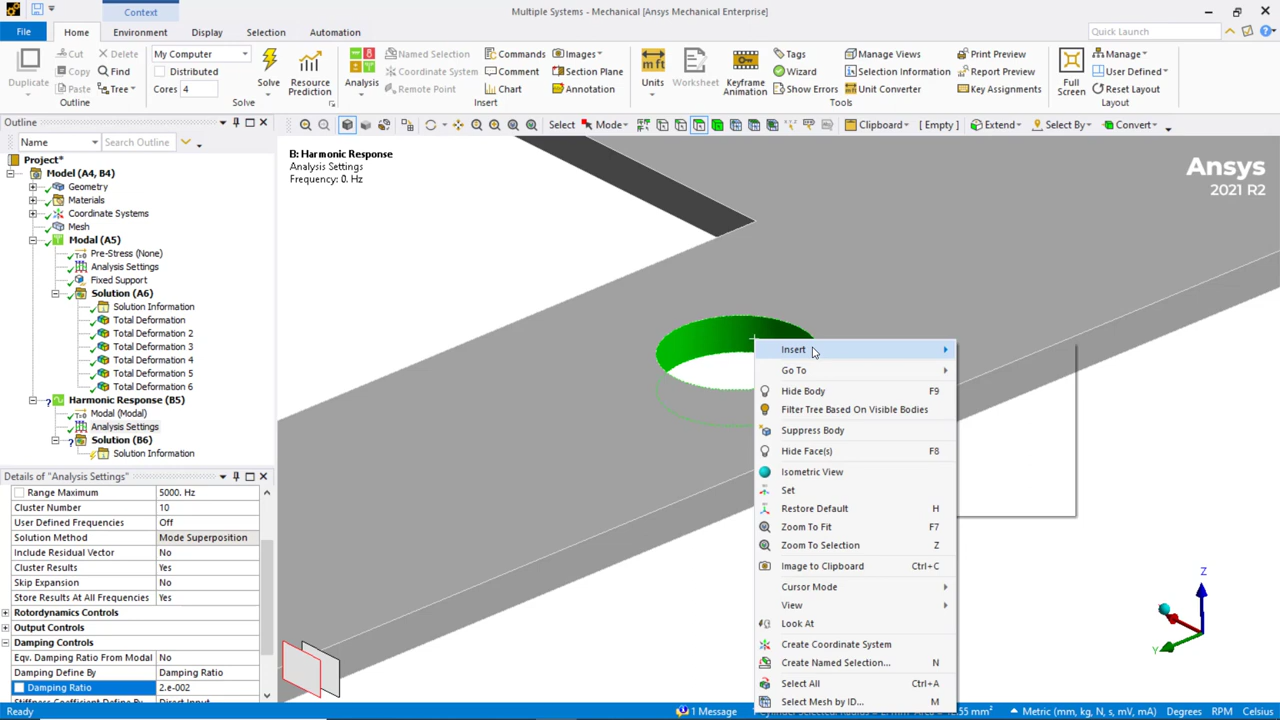 Context
Multiple Systems - Mechanical [Ansys Mechanical Enterprise]
File Home Environment Display Selection Automation Quick Launch
Duplicate
Cut
Copy
Paste
Delete
Find
Tree
Outline
My Computer
Distributed
Cores 4
Solve
Resource Prediction
Solve
Analysis
Named Selection
Coordinate System
Remote Point
Commands
Comment
Chart
Images
Section Plane
Annotation
Insert
Units
Worksheet
Keyframe Animation
Tags
Wizard
Show Errors
Manage Views
Selection Information
Unit Converter
Print Preview
Report Preview
Key Assignments
Tools
Full Screen
Manage
User Defined
Reset Layout
Layout
Outline
Select Mode Clipboard [ Empty ] Extend Select By Convert
Name Search Outline
Project*
Model (A4, B4)
Geometry
Materials
Coordinate Systems
Mesh
Modal (A5)
Pre-Stress (None)
Analysis Settings
Fixed Support
Solution (A6)
Solution Information
Total Deformation
Total Deformation 2
Total Deformation 3
Total Deformation 4
Total Deformation 5
Total Deformation 6
Harmonic Response (B5)
Modal (Modal)
Analysis Settings
Solution (B6)
Solution Information
B: Harmonic Response
Analysis Settings
Frequency: 0. Hz
Ansys
2021 R2
Insert
Go To
Hide Body F9
Filter Tree Based On Visible Bodies
Suppress Body
Hide Face(s) F8
Isometric View
Set
Restore Default H
Zoom To Fit F7
Zoom To Selection Z
Image to Clipboard Ctrl+C
Cursor Mode
View
Look At
Create Coordinate System
Create Named Selection... N
Select All Ctrl+A
Select Mesh by ID... M
Z
Y
Details of "Analysis Settings"
Range Maximum 5000. Hz
Cluster Number 10
User Defined Frequencies Off
Solution Method Mode Superposition
Include Residual Vector No
Cluster Results Yes
Skip Expansion No
Store Results At All Frequencies Yes
Rotordynamics Controls
Output Controls
Damping Controls
Eqv. Damping Ratio From Modal No
Damping Define By Damping Ratio
Damping Ratio 2.e-002
Ready 1 Message Metric (mm, kg, N, s, mV, mA) Degrees RPM Celsius